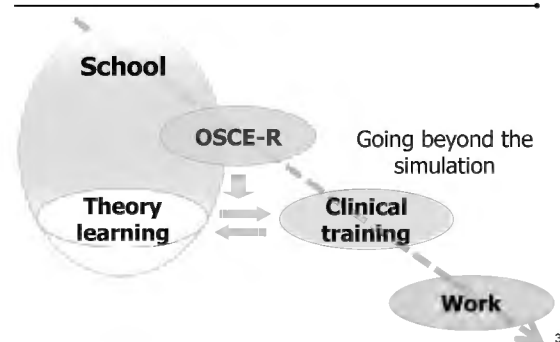 School
OSCE-R
Going beyond the
simulation
Theory
learning
Clinical
training
Work
3